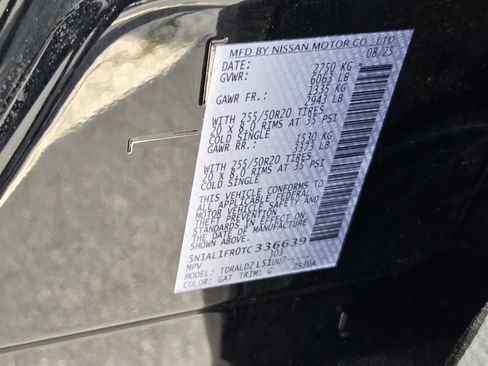 MFD BY NISSAN MOTOR CO., LTD
DATE: 08/25
GVWR: 2750 KG
6063 LB
GAWR FR.: 1335 KG
2943 LB
WITH 255/50R20 TIRES
20 X 8.0 RIMS AT 35 PSI
COLD SINGLE
GAWR RR.: 1530 KG
3373 LB
WITH 255/50R20 TIRES
20 X 8.0 RIMS AT 35 PSI
COLD SINGLE
THIS VEHICLE CONFORMS TO
ALL APPLICABLE FEDERAL
MOTOR VEHICLE SAFETY AND
THEFT PREVENTION
STANDARDS IN EFFECT ON
THE DATE OF MANUFACTURE
SHOWN ABOVE.
5N1AL1FR0TC336639
MPV
MODEL:
COLOR: GAT TRIM: G